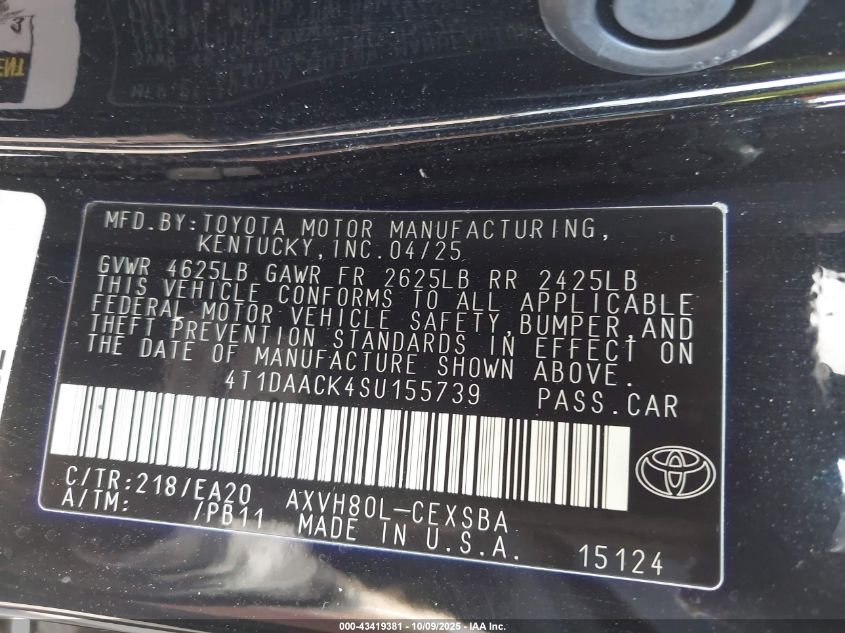 MFD.BY:TOYOTA MOTOR MANUFACTURING,
KENTUCKY,INC.04/25
GVWR 4625LB GAWR FR 2625LB RR 2425LB
THIS VEHICLE CONFORMS TO ALL APPLICABLE
FEDERAL MOTOR VEHICLE SAFETY,BUMPER,AND
THEFT PREVENTION STANDARDS IN EFFECT ON
THE DATE OF MANUFACTURE SHOWN ABOVE.
4T1DAACK4SU155739 PASS.CAR
C/TR:218/EA20 AXVH80L-CEXSBA
A/TM: /PB11 MADE IN U.S.A. 15124
000-43419381 - 10/09/2025 - IAA Inc.